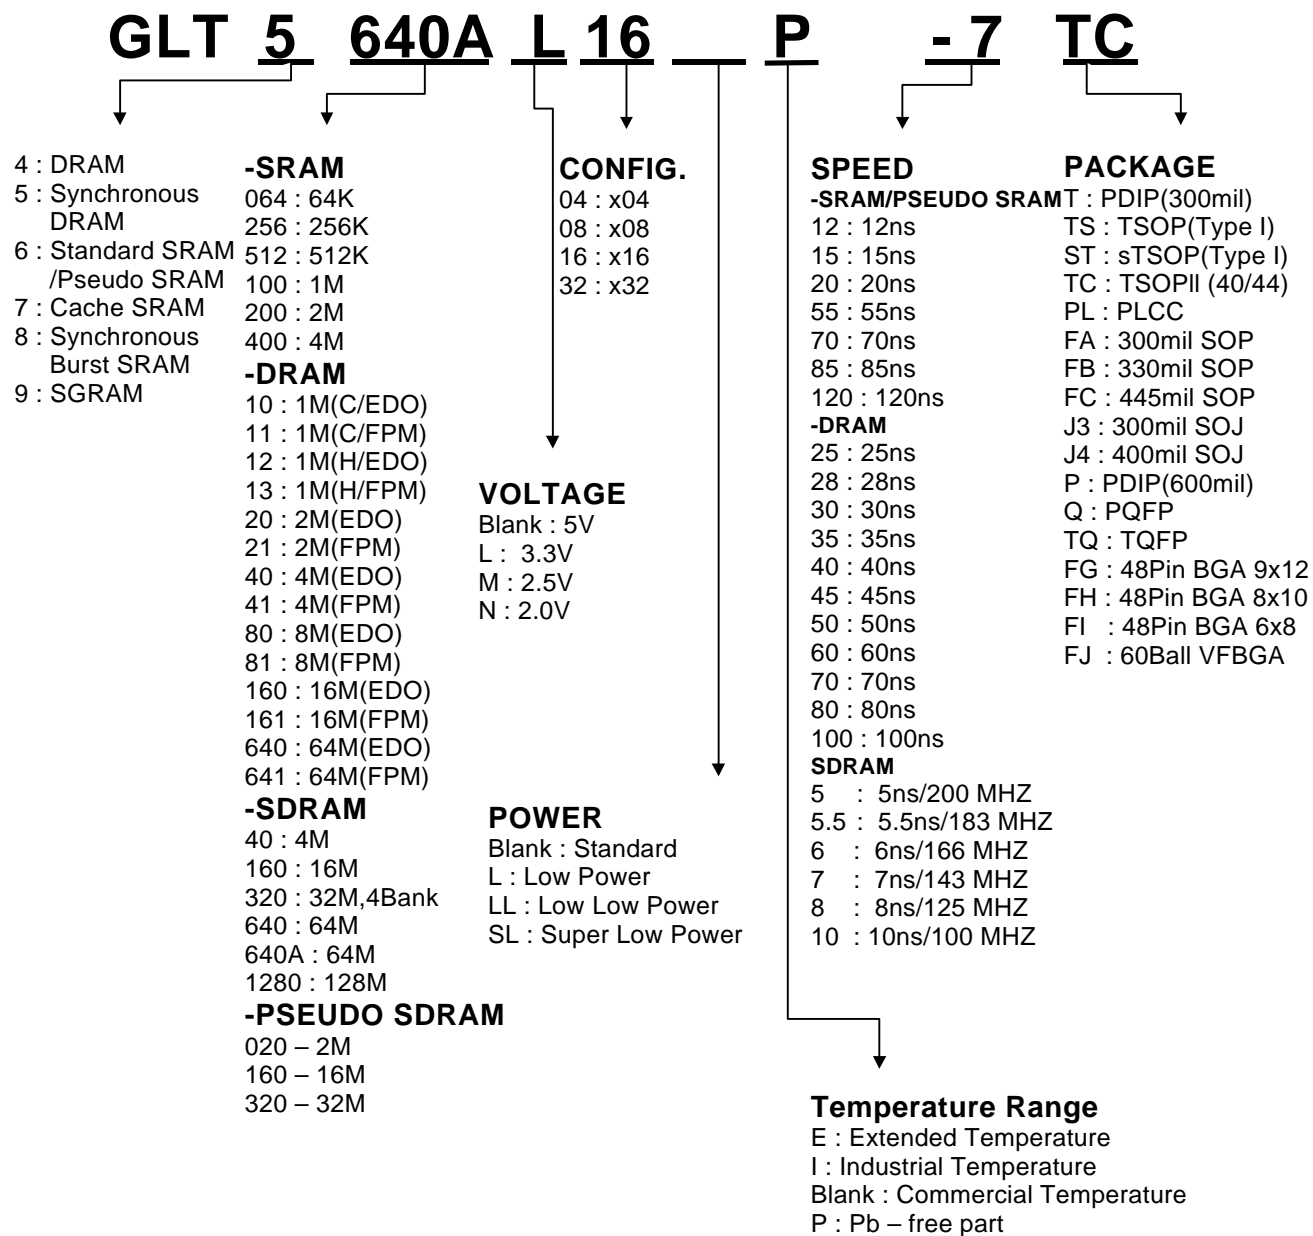 GLT 5 640A L 16 P - 7 TC
4 : DRAM
5 : Synchronous
DRAM
6 : Standard SRAM
/Pseudo SRAM
7 : Cache SRAM
8 : Synchronous
Burst SRAM
9 : SGRAM
-SRAM
064 : 64K
256 : 256K
512 : 512K
100 : 1M
200 : 2M
400 : 4M
-DRAM
10 : 1M(C/EDO)
11 : 1M(C/FPM)
12 : 1M(H/EDO)
13 : 1M(H/FPM)
20 : 2M(EDO)
21 : 2M(FPM)
40 : 4M(EDO)
41 : 4M(FPM)
80 : 8M(EDO)
81 : 8M(FPM)
160 : 16M(EDO)
161 : 16M(FPM)
640 : 64M(EDO)
641 : 64M(FPM)
-SDRAM
40 : 4M
160 : 16M
320 : 32M,4Bank
640 : 64M
640A : 64M
1280 : 128M
-PSEUDO SDRAM
020 – 2M
160 – 16M
320 – 32M
VOLTAGE
Blank : 5V
L : 3.3V
M : 2.5V
N : 2.0V
CONFIG.
04 : x04
08 : x08
16 : x16
32 : x32
POWER
Blank : Standard
L : Low Power
LL : Low Low Power
SL : Super Low Power
SPEED
-SRAM/PSEUDO SRAM
12 : 12ns
15 : 15ns
20 : 20ns
55 : 55ns
70 : 70ns
85 : 85ns
120 : 120ns
-DRAM
25 : 25ns
28 : 28ns
30 : 30ns
35 : 35ns
40 : 40ns
45 : 45ns
50 : 50ns
60 : 60ns
70 : 70ns
80 : 80ns
100 : 100ns
SDRAM
5 : 5ns/200 MHZ
5.5 : 5.5ns/183 MHZ
6 : 6ns/166 MHZ
7 : 7ns/143 MHZ
8 : 8ns/125 MHZ
10 : 10ns/100 MHZ
Temperature Range
E : Extended Temperature
I : Industrial Temperature
Blank : Commercial Temperature
P : Pb – free part
PACKAGE
T : PDIP(300mil)
TS : TSOP(Type I)
ST : sTSOP(Type I)
TC : TSOPll (40/44)
PL : PLCC
FA : 300mil SOP
FB : 330mil SOP
FC : 445mil SOP
J3 : 300mil SOJ
J4 : 400mil SOJ
P : PDIP(600mil)
Q : PQFP
TQ : TQFP
FG : 48Pin BGA 9x12
FH : 48Pin BGA 8x10
FI : 48Pin BGA 6x8
FJ : 60Ball VFBGA